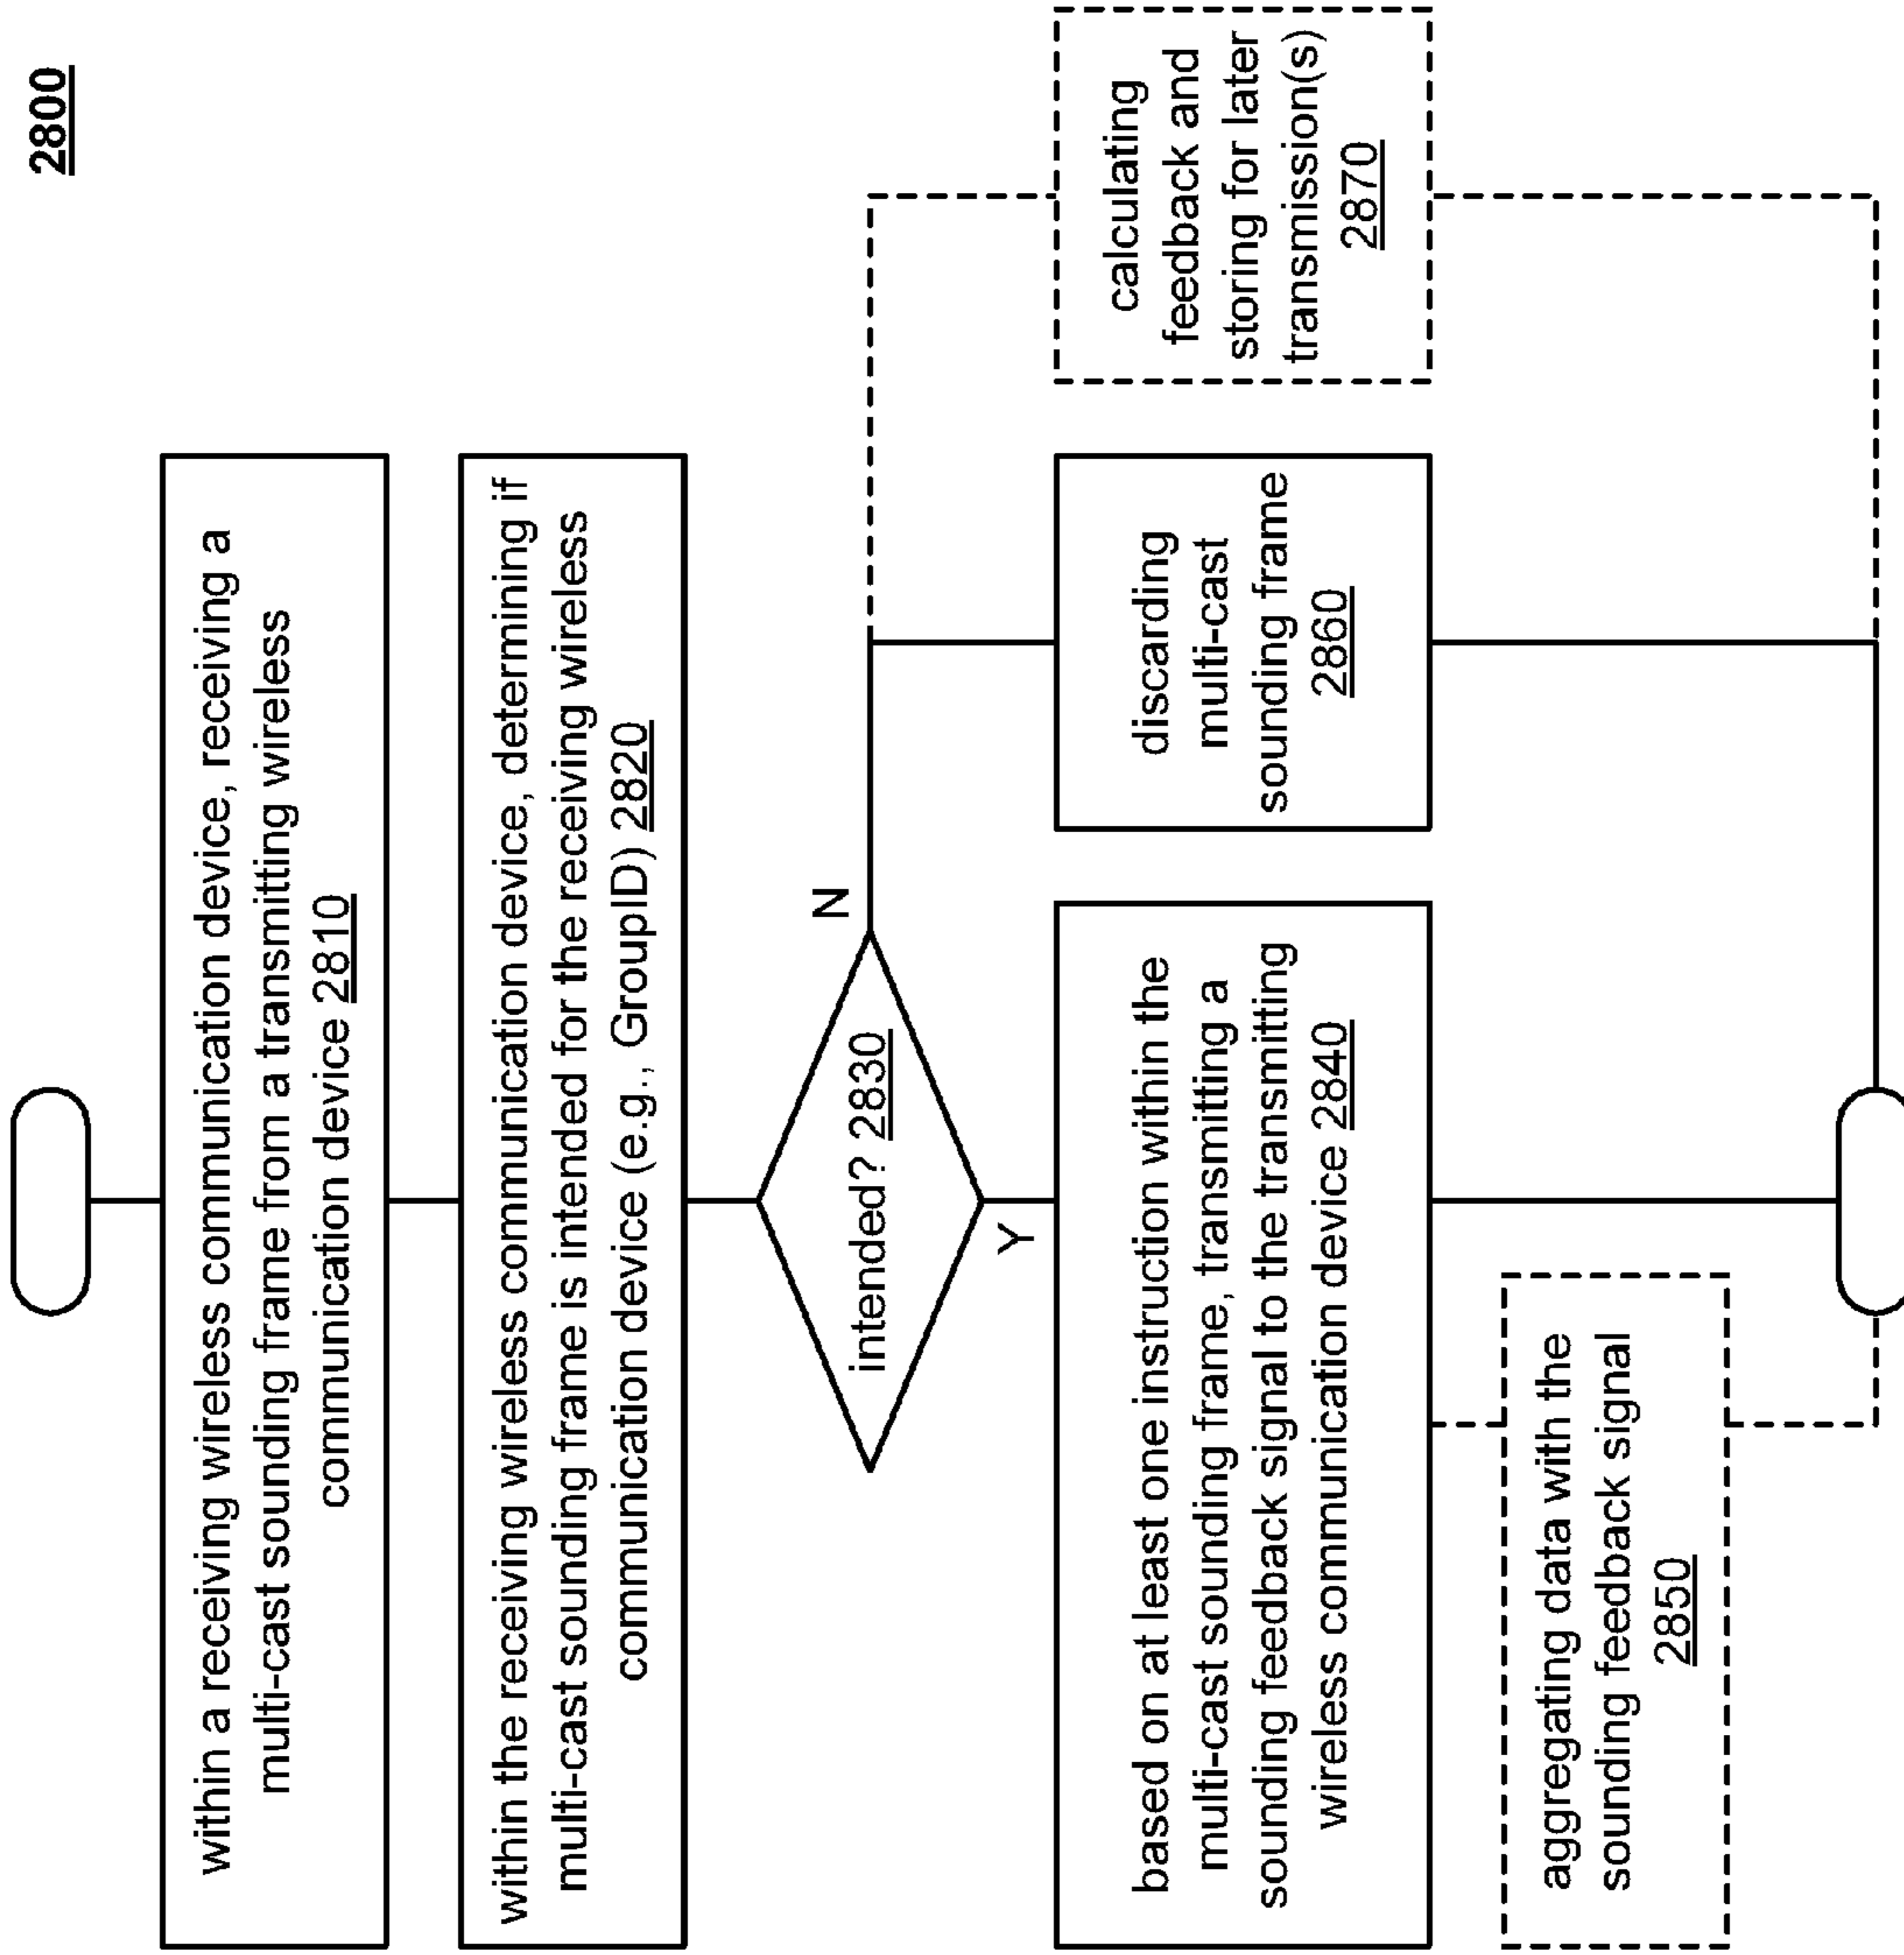 2800
within a receiving wireless communication device, receiving a
multi-cast sounding frame from a transmitting wireless
communication device 2810
within the receiving wireless communication device, determining if
multi-cast sounding frame is intended for the receiving wireless
communication device (e.g., GroupID) 2820
intended? 2830
N
Y
based on at least one instruction within the
multi-cast sounding frame, transmitting a
sounding feedback signal to the transmitting
wireless communication device 2840
discarding
multi-cast
sounding frame
2860
calculating
feedback and
storing for later
transmission(s)
2870
aggregating data with the
sounding feedback signal
2850